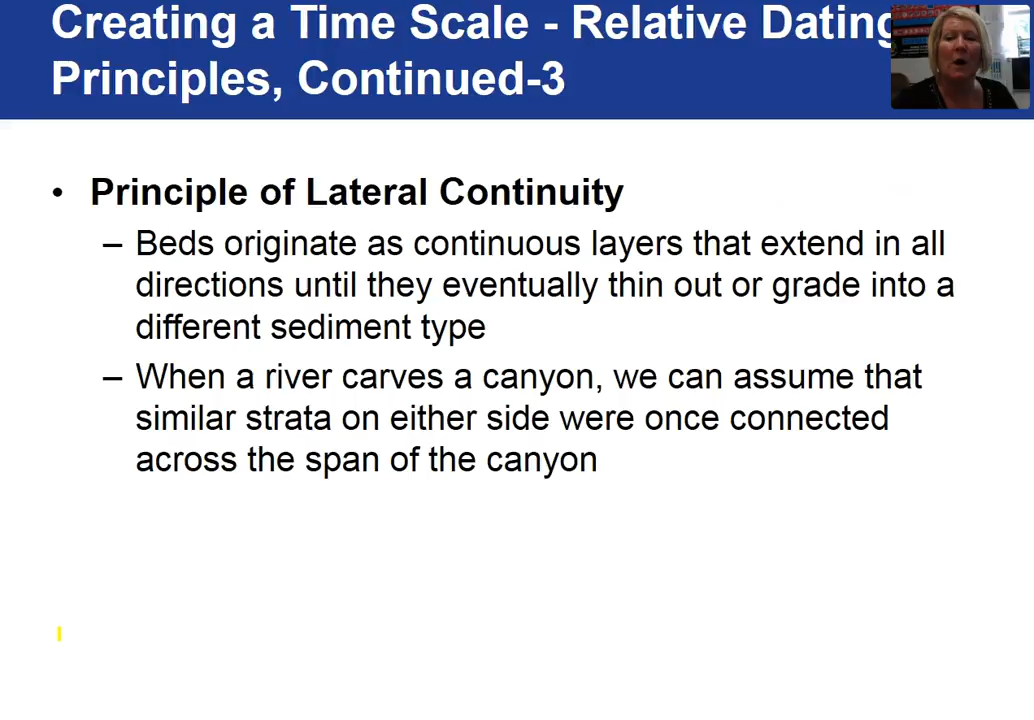 Creating a Time Scale - Relative Dating
Principles, Continued-3
• Principle of Lateral Continuity
– Beds originate as continuous layers that extend in all
directions until they eventually thin out or grade into a
different sediment type
– When a river carves a canyon, we can assume that
similar strata on either side were once connected
across the span of the canyon